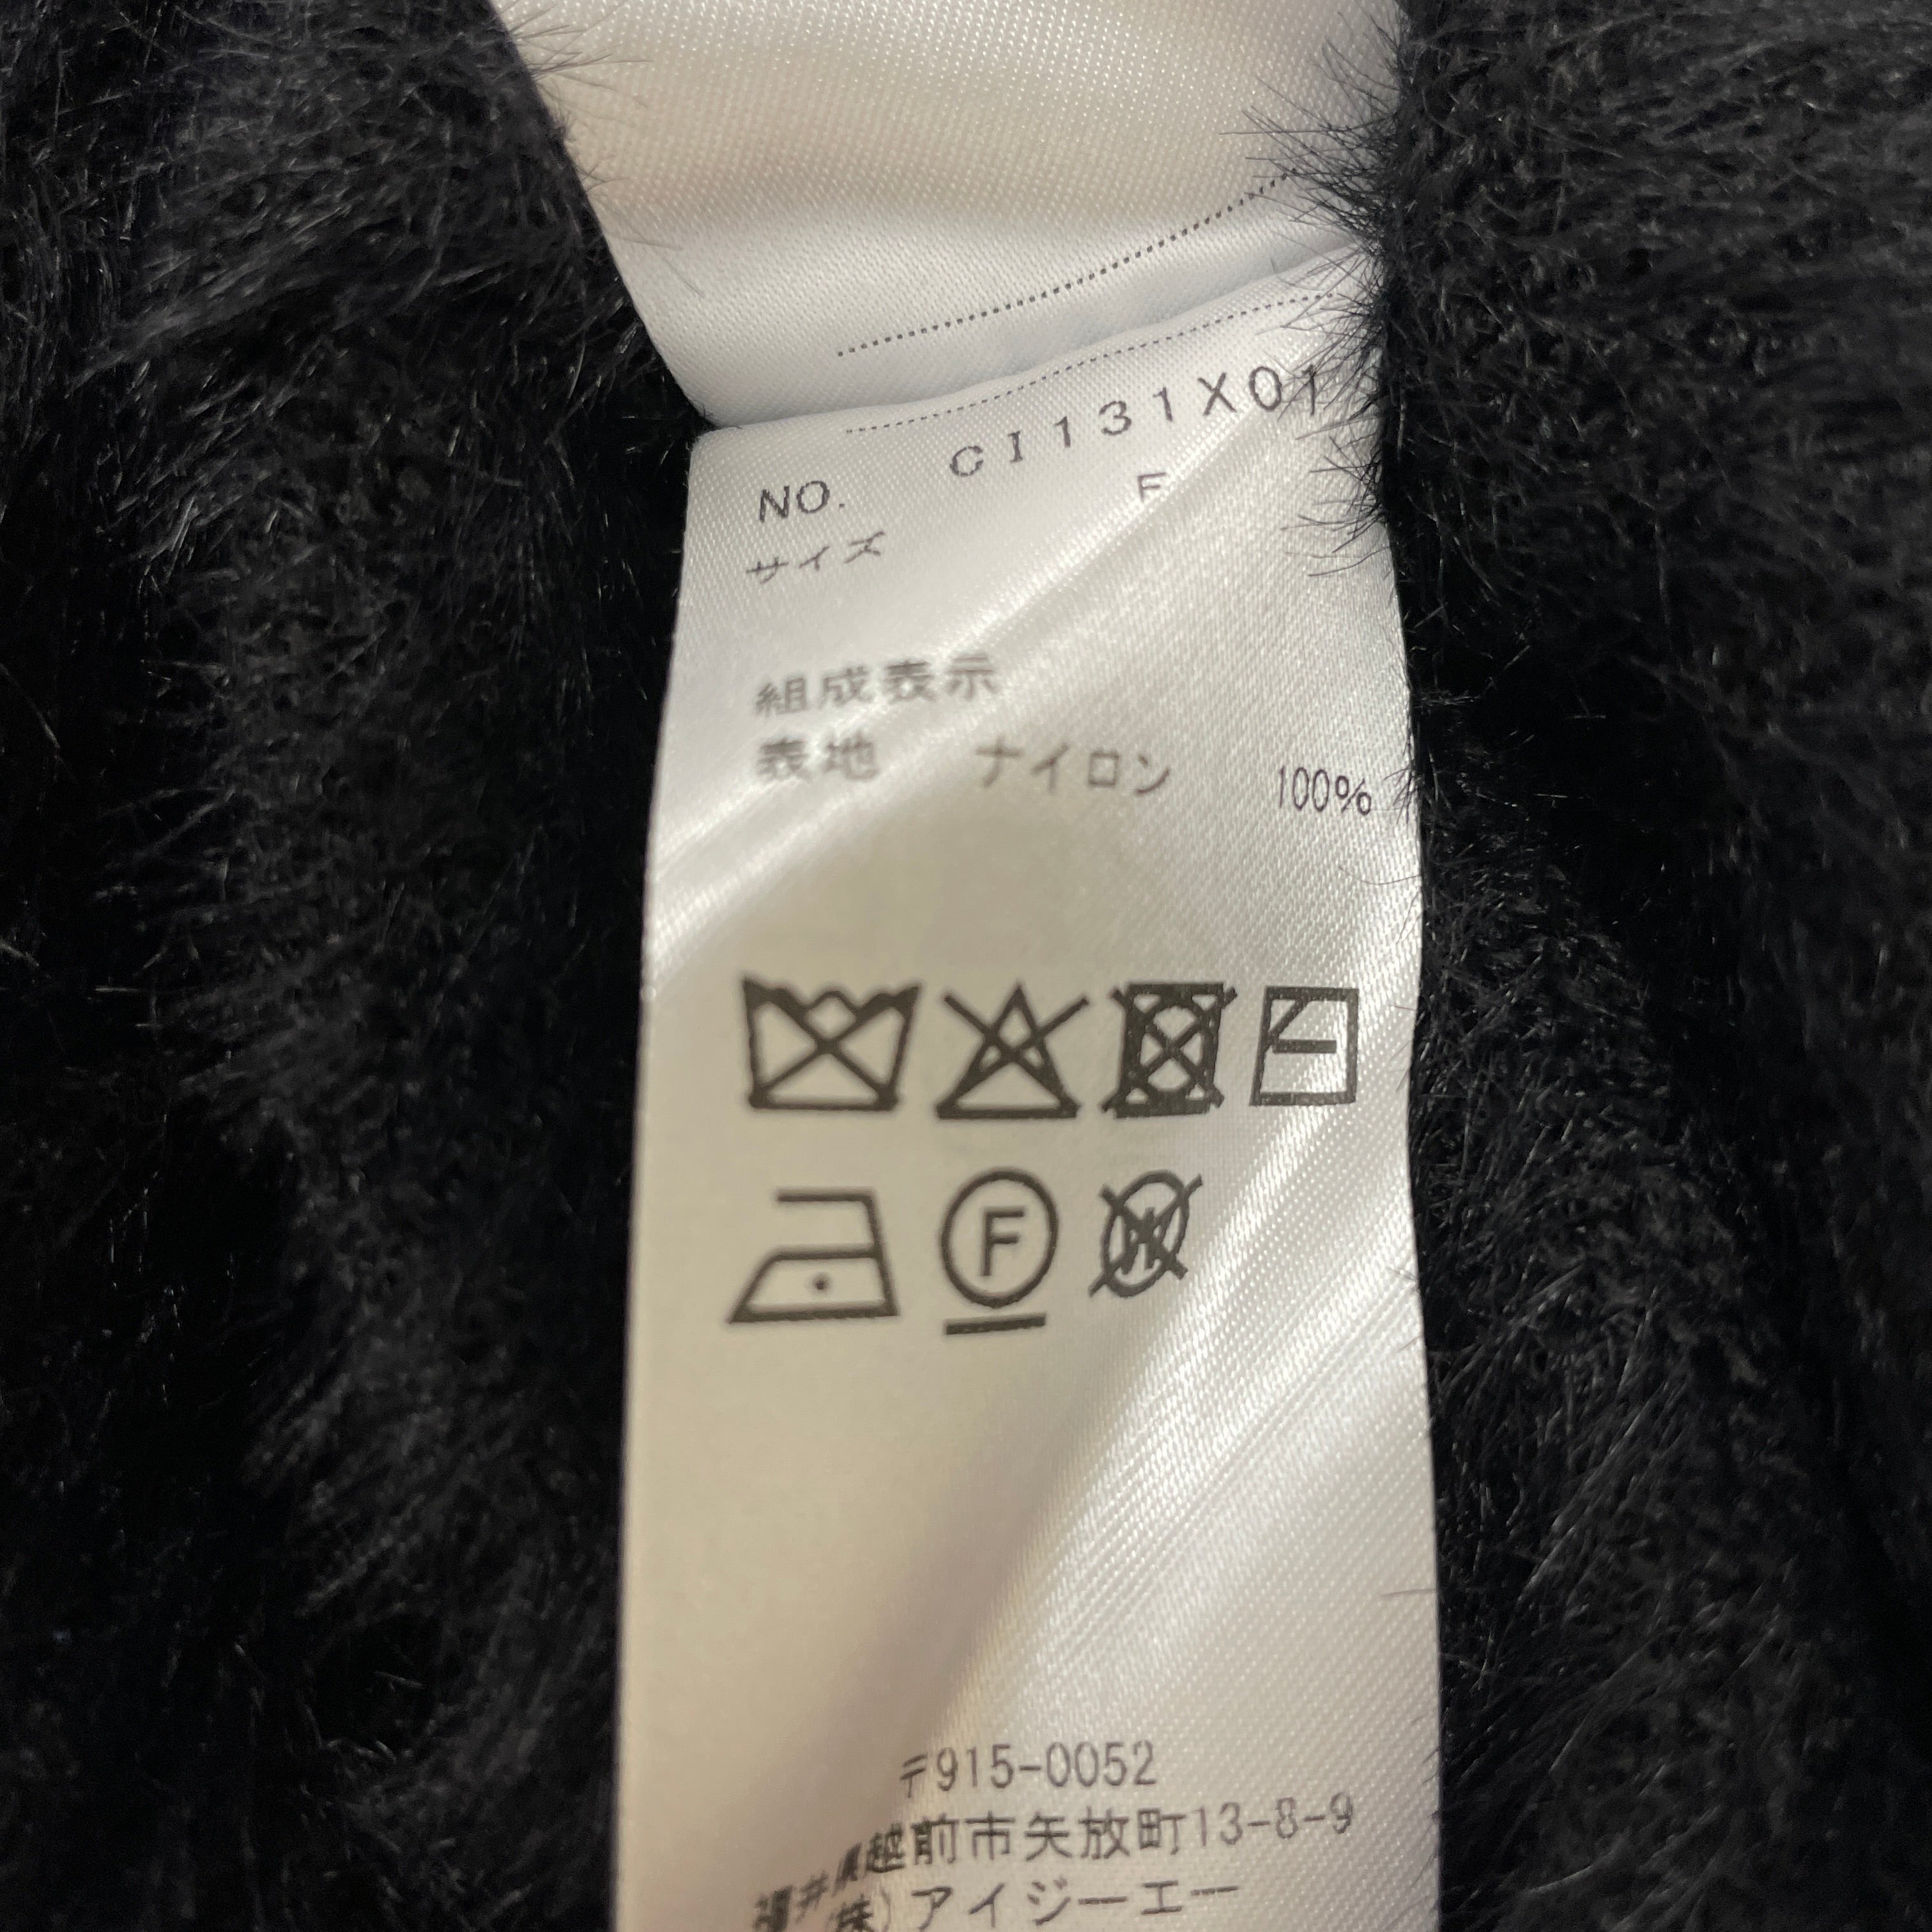 NO. CI131X01
サイズ F
組成表示
表地 ナイロン 100%
F
W
〒915-0052
福井県越前市矢放町13-8-9
(株)アイジーエー